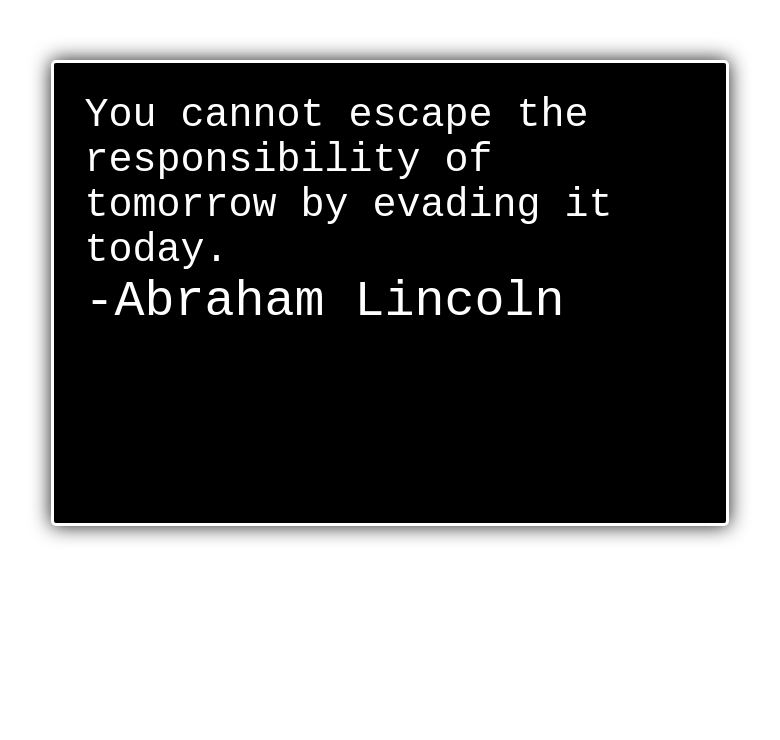 You cannot escape the
responsibility of
tomorrow by evading it
today.
-Abraham Lincoln